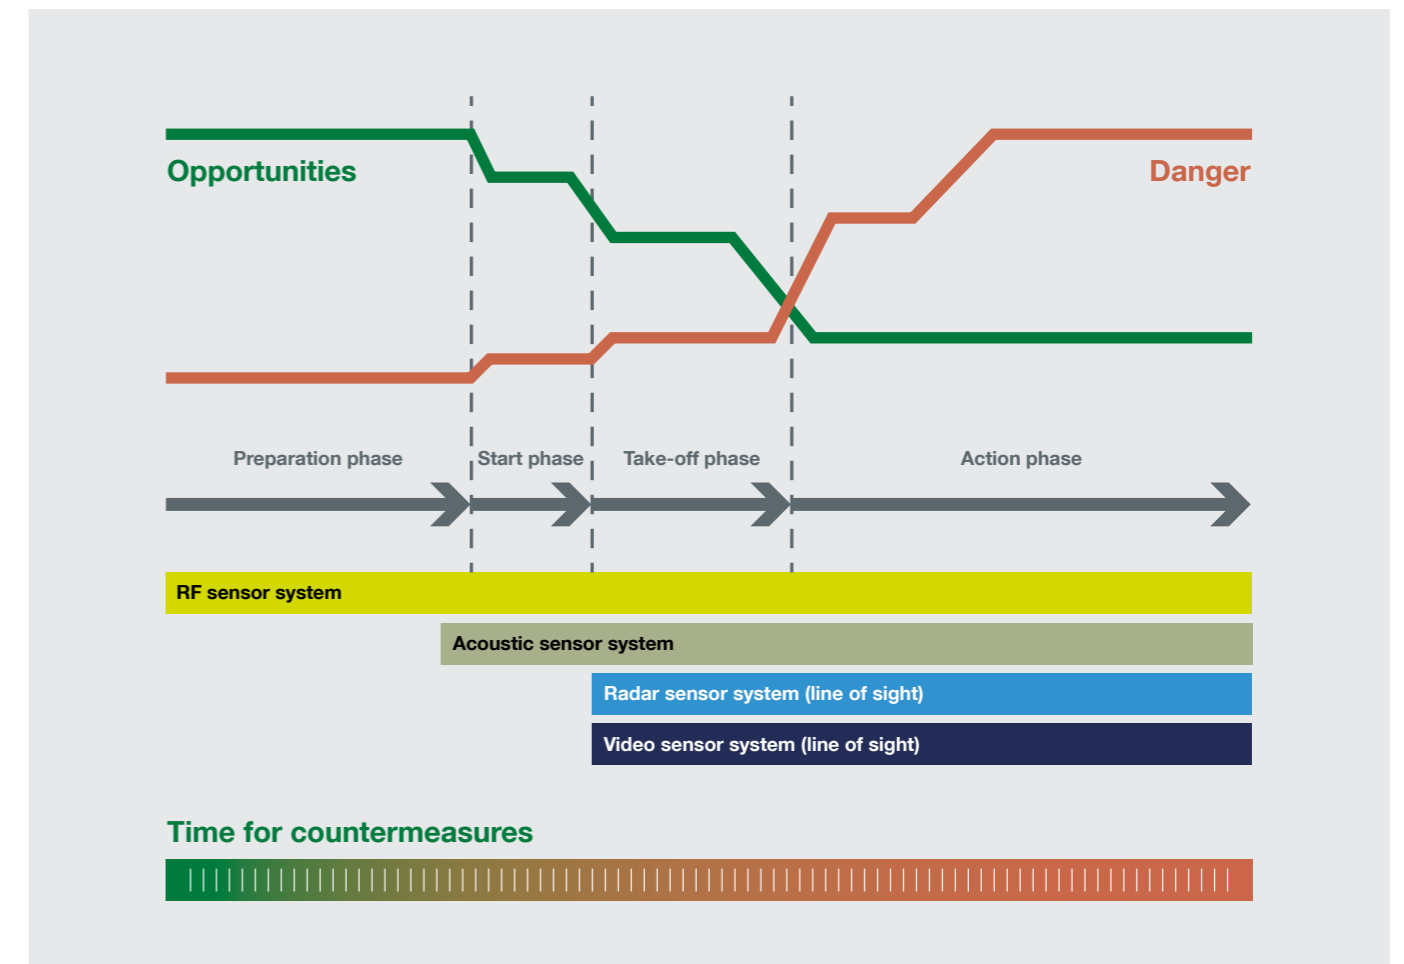 Opportunities
Danger
Preparation phase
Start phase
Take-off phase
Action phase
RF sensor system
Acoustic sensor system
Radar sensor system (line of sight)
Video sensor system (line of sight)
Time for countermeasures